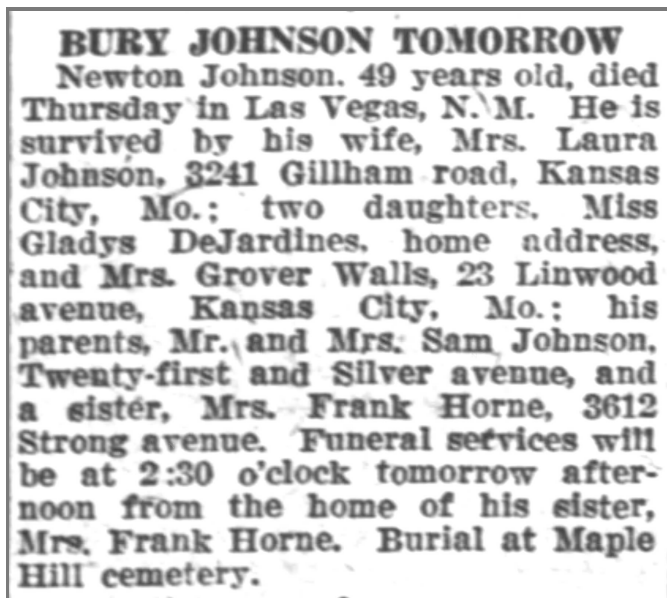 BURY JOHNSON TOMORROW
Newton Johnson, 49 years old, died
Thursday in Las Vegas, N. M. He is
survived by his wife, Mrs. Laura
Johnson, 3241 Gillham road, Kansas
City, Mo.; two daughters, Miss
Gladys DeJardines, home address,
and Mrs. Grover Walls, 23 Linwood
avenue, Kansas City, Mo.; his
parents, Mr. and Mrs. Sam Johnson,
Twenty-first and Silver avenue, and
a sister, Mrs. Frank Horne, 3612
Strong avenue. Funeral services will
be at 2:30 o'clock tomorrow after-
noon from the home of his sister,
Mrs. Frank Horne. Burial at Maple
Hill cemetery.